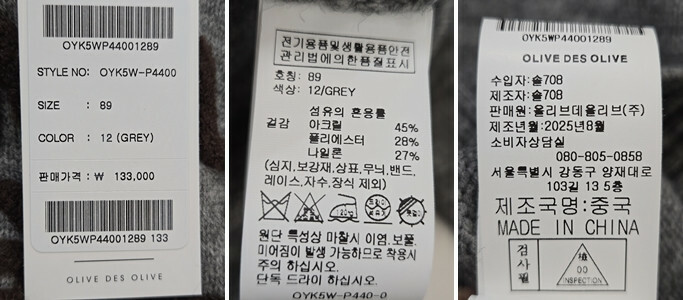 OYK5WP44001289
STYLE NO: OYK5W-P4400
SIZE : 89
COLOR : 12 (GREY)
판매가격 : ₩ 133,000
OYK5WP44001289 133
OLIVE DES OLIVE
전기용품및생활용품안전
관리법에의한품질표시
호칭: 89
색상: 12/GREY
섬유의 혼용률
겉감 아크릴 45%
폴리에스터 28%
나일론 27%
(심지,보강재,상표,무늬,밴드,
레이스,자수,장식 제외)
원단 특성상 마찰시 이염,보풀,
미어짐이 발생 가능하므로 착용시
주의 하십시오.
단독 드라이 하십시오.
OYK5W-P440-0
OYK5WP44001289
OLIVE DES OLIVE
수입자:솔708
제조자:솔708
판매원:올리브데올리브(주)
제조년월:2025년8월
소비자상담실
080-805-0858
서울특별시 강동구 양재대로
103길 13 5층
제조국명:중국
MADE IN CHINA
검사필
00
INSPECTION